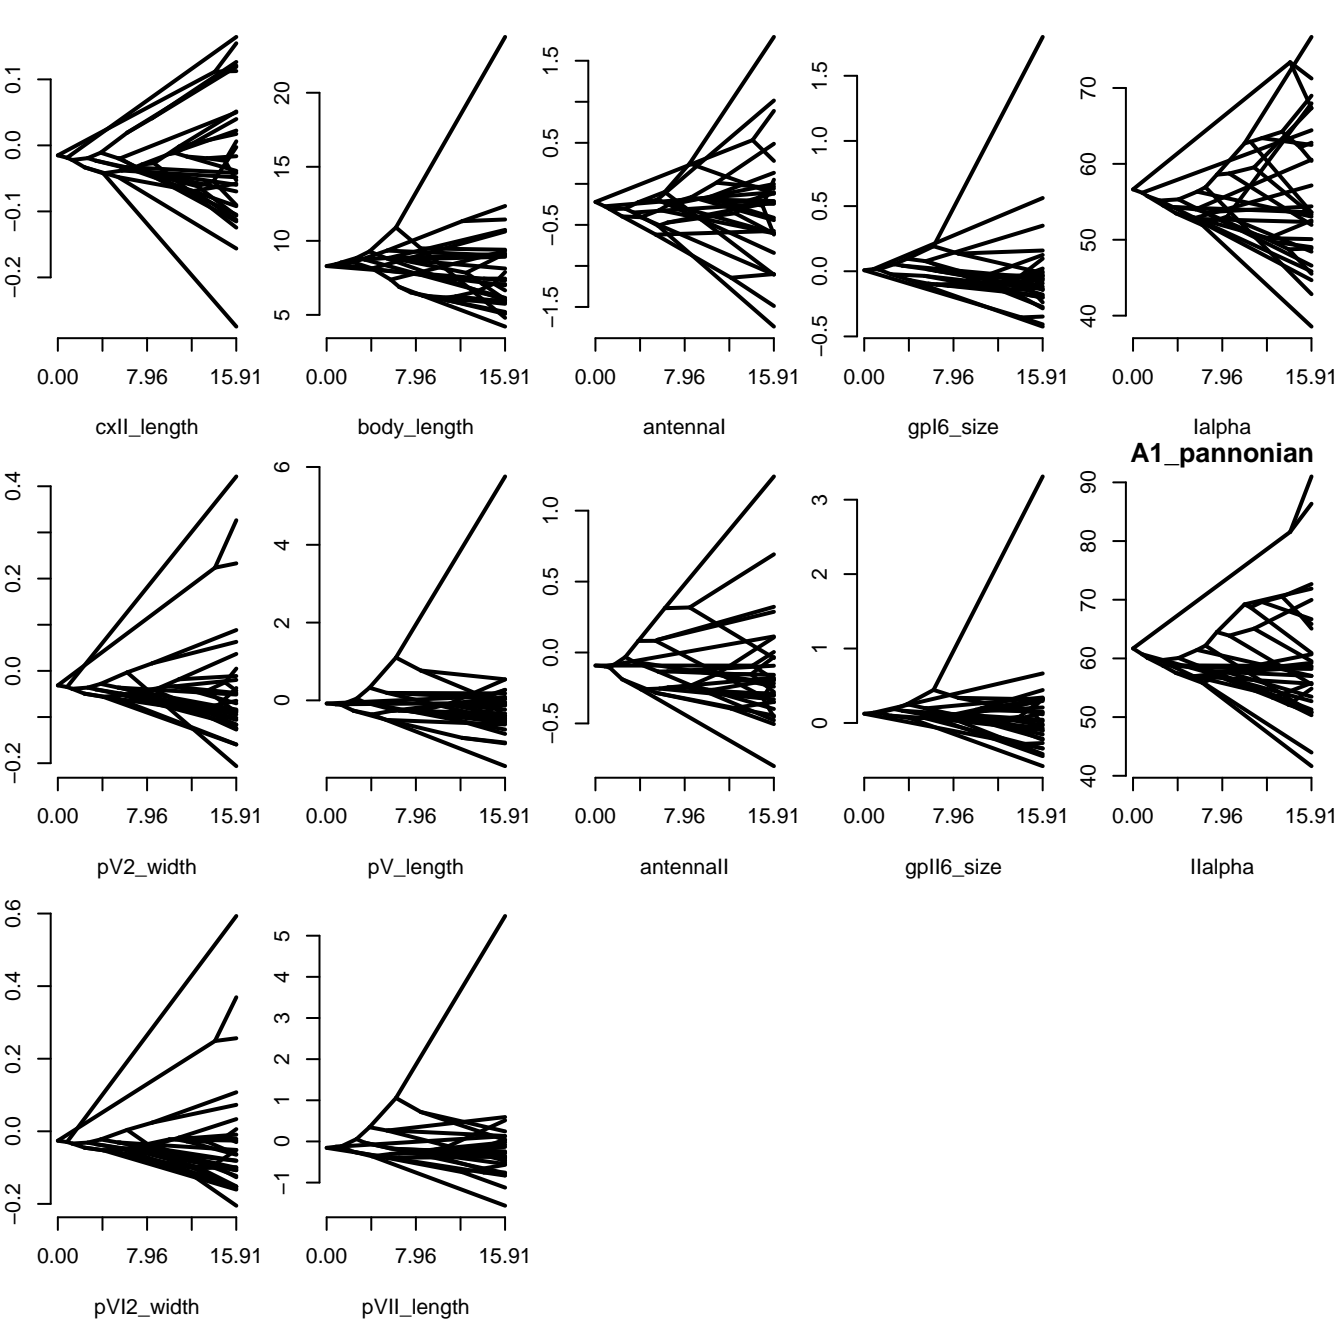 0.1
0.0
−0.1
−0.2
0.00 7.96 15.91
cxII_length
20
15
10
5
0.00 7.96 15.91
body_length
1.5
0.5
−0.5
−1.5
0.00 7.96 15.91
antennaI
1.5
1.0
0.5
0.0
−0.5
0.00 7.96 15.91
gpI6_size
70
60
50
40
0.00 7.96 15.91
Ialpha
A1_pannonian
0.4
0.2
0.0
−0.2
0.00 7.96 15.91
pV2_width
6
4
2
0
0.00 7.96 15.91
pV_length
1.0
0.5
0.0
−0.5
0.00 7.96 15.91
antennaII
3
2
1
0
0.00 7.96 15.91
gpII6_size
90
80
70
60
50
40
0.00 7.96 15.91
IIalpha
0.6
0.4
0.2
0.0
−0.2
0.00 7.96 15.91
pVI2_width
5
4
3
2
1
0
−1
0.00 7.96 15.91
pVII_length